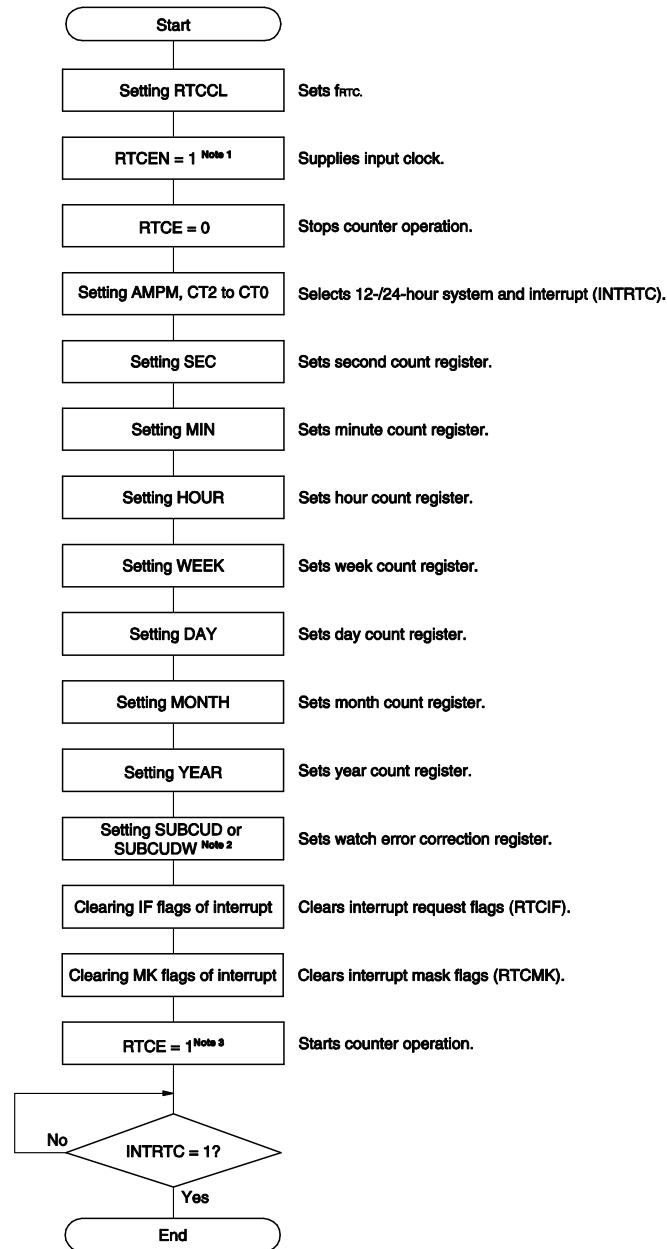 Start
Setting RTCCL
Sets fRTC.
RTCEN = 1 Note 1
Supplies input clock.
RTCE = 0
Stops counter operation.
Setting AMPM, CT2 to CT0
Selects 12-/24-hour system and interrupt (INTRTC).
Setting SEC
Sets second count register.
Setting MIN
Sets minute count register.
Setting HOUR
Sets hour count register.
Setting WEEK
Sets week count register.
Setting DAY
Sets day count register.
Setting MONTH
Sets month count register.
Setting YEAR
Sets year count register.
Setting SUBCUD or
SUBCUDW Note 2
Sets watch error correction register.
Clearing IF flags of interrupt
Clears interrupt request flags (RTCIF).
Clearing MK flags of interrupt
Clears interrupt mask flags (RTCMK).
RTCE = 1 Note 3
Starts counter operation.
No
INTRTC = 1?
Yes
End